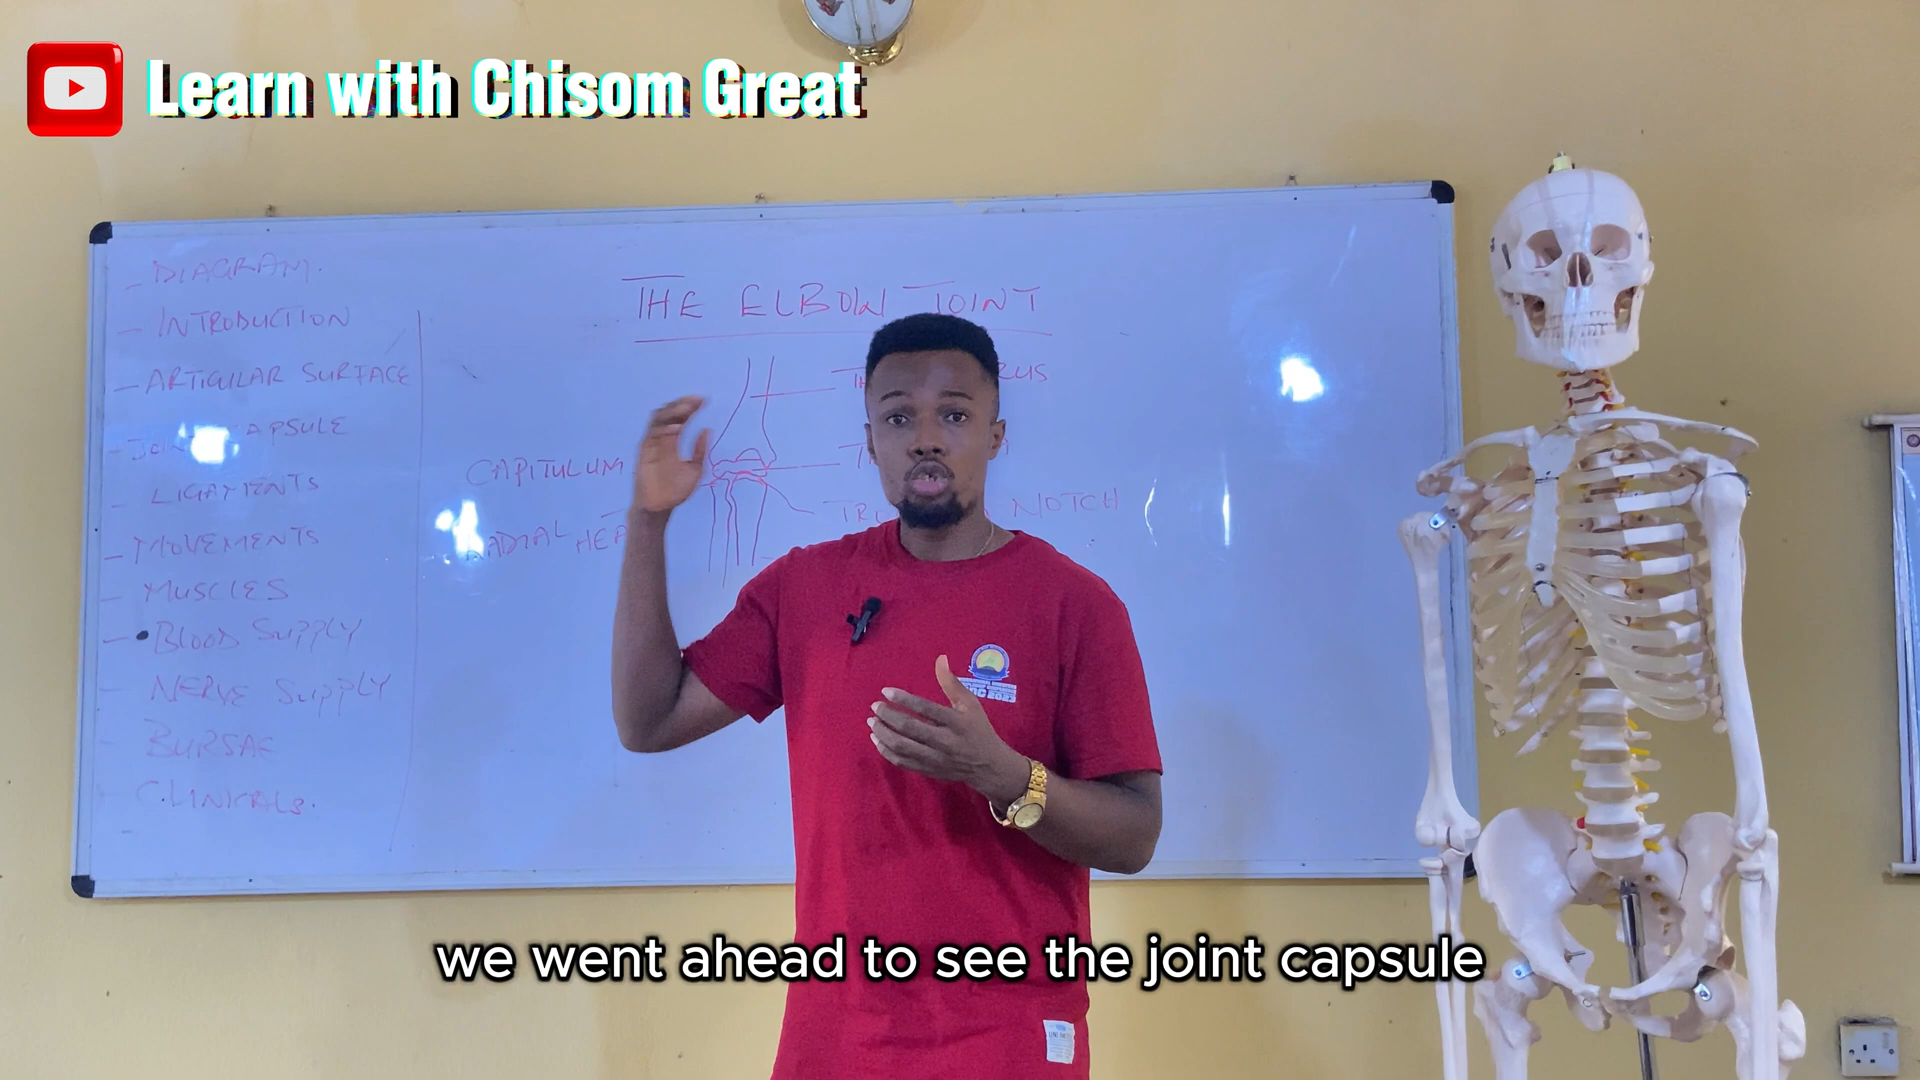 Learn with Chisom Great
- DIAGRAM.
- INTRODUCTION
- ARTICULAR SURFACE
- LIGAMENTS
- MOVEMENTS
- MUSCLES
- BLOOD SUPPLY
- NERVE SUPPLY
- BURSAE
- CLINICALS.
THE ELBOW JOINT
CAPITULUM
NOTCH
we went ahead to see the joint capsule